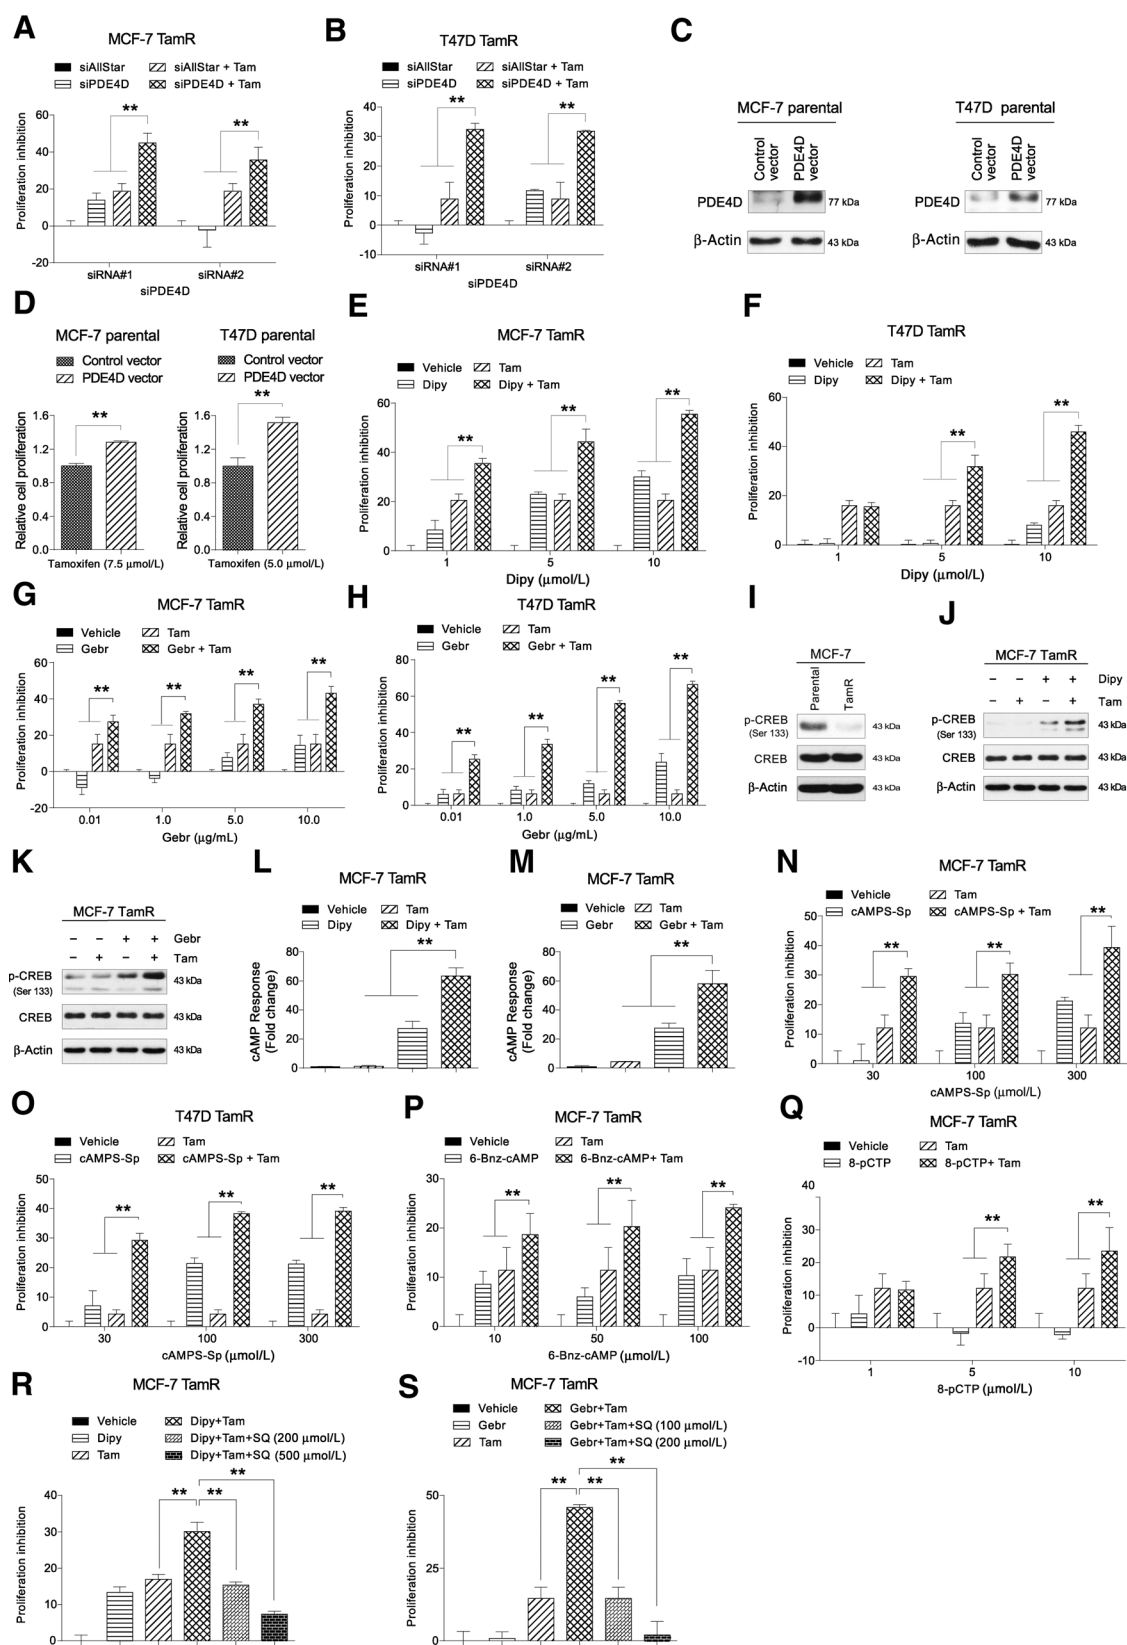 A
MCF-7 TamR
siAllStar
siAllStar + Tam
siPDE4D
siPDE4D + Tam
Proliferation inhibition
60
40
20
0
-20
**
**
siRNA#1
siRNA#2
siPDE4D
B
T47D TamR
siAllStar
siAllStar + Tam
siPDE4D
siPDE4D + Tam
Proliferation inhibition
40
30
20
10
0
-10
**
**
siRNA#1
siRNA#2
siPDE4D
C
MCF-7 parental
Control vector
PDE4D vector
PDE4D
77 kDa
β-Actin
43 kDa
T47D parental
Control vector
PDE4D vector
PDE4D
77 kDa
β-Actin
43 kDa
D
MCF-7 parental
Control vector
PDE4D vector
Relative cell proliferation
1.6
1.2
0.8
0.4
0.0
**
Tamoxifen (7.5 μmol/L)
T47D parental
Control vector
PDE4D vector
Relative cell proliferation
1.6
1.2
0.8
0.4
0.0
**
Tamoxifen (5.0 μmol/L)
E
MCF-7 TamR
Vehicle
Tam
Dipy
Dipy + Tam
Proliferation inhibition
60
40
20
0
**
**
**
1
5
10
Dipy (μmol/L)
F
T47D TamR
Vehicle
Tam
Dipy
Dipy + Tam
Proliferation inhibition
60
40
20
0
**
**
1
5
10
Dipy (μmol/L)
G
MCF-7 TamR
Vehicle
Tam
Gebr
Gebr + Tam
Proliferation inhibition
60
40
20
0
-20
**
**
**
**
0.01
1.0
5.0
10.0
Gebr (μg/mL)
H
T47D TamR
Vehicle
Tam
Gebr
Gebr + Tam
Proliferation inhibition
80
60
40
20
0
**
**
**
**
0.01
1.0
5.0
10.0
Gebr (μg/mL)
I
MCF-7
Parental
TamR
p-CREB
(Ser 133)
43 kDa
CREB
43 kDa
β-Actin
43 kDa
J
MCF-7 TamR
– – + + Dipy
– + – + Tam
p-CREB
(Ser 133)
43 kDa
CREB
43 kDa
β-Actin
43 kDa
K
MCF-7 TamR
– – + + Gebr
– + – + Tam
p-CREB
(Ser 133)
43 kDa
CREB
43 kDa
β-Actin
43 kDa
L
MCF-7 TamR
Vehicle
Tam
Dipy
Dipy + Tam
cAMP Response
(Fold change)
80
60
40
20
0
**
M
MCF-7 TamR
Vehicle
Tam
Gebr
Gebr + Tam
cAMP Response
(Fold change)
80
60
40
20
0
**
N
MCF-7 TamR
Vehicle
Tam
cAMPS-Sp
cAMPS-Sp + Tam
Proliferation inhibition
50
40
30
20
10
0
**
**
**
30
100
300
cAMPS-Sp (μmol/L)
O
T47D TamR
Vehicle
Tam
cAMPS-Sp
cAMPS-Sp + Tam
Proliferation inhibition
50
40
30
20
10
0
**
**
**
30
100
300
cAMPS-Sp (μmol/L)
P
MCF-7 TamR
Vehicle
Tam
6-Bnz-cAMP
6-Bnz-cAMP+ Tam
Proliferation inhibition
30
20
10
0
**
**
**
10
50
100
6-Bnz-cAMP (μmol/L)
Q
MCF-7 TamR
Vehicle
Tam
8-pCTP
8-pCTP+ Tam
Proliferation inhibition
40
30
20
10
0
-10
**
**
1
5
10
8-pCTP (μmol/L)
R
MCF-7 TamR
Vehicle
Dipy+Tam
Dipy
Dipy+Tam+SQ (200 μmol/L)
Tam
Dipy+Tam+SQ (500 μmol/L)
Proliferation inhibition
40
30
20
10
0
**
**
**
S
MCF-7 TamR
Vehicle
Gebr+Tam
Gebr
Gebr+Tam+SQ (100 μmol/L)
Tam
Gebr+Tam+SQ (200 μmol/L)
Proliferation inhibition
50
25
0
**
**
**